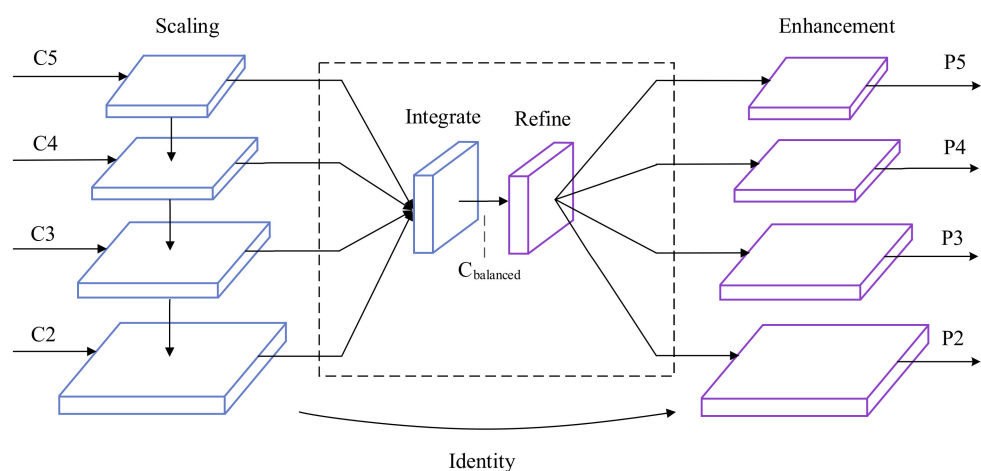 Scaling
Enhancement
C5
P5
Integrate
Refine
C4
P4
C3
P3
Cbalanced
C2
P2
Identity